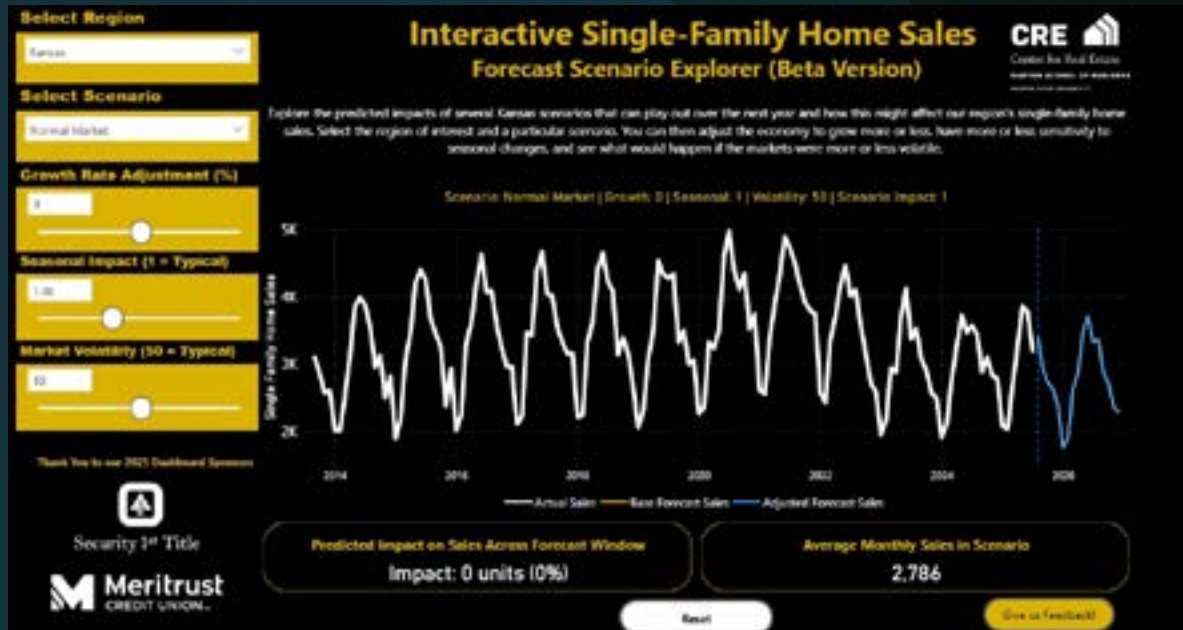 Select Region
Kansas
Select Scenario
Normal Market
Growth Rate Adjustment (%)
0
Seasonal Impact (1 = Typical)
1.00
Market Volatility (50 = Typical)
50
Thank You to our 2025 Dashboard Sponsors
Security 1st Title
Meritrust
CREDIT UNION
Interactive Single-Family Home Sales
Forecast Scenario Explorer (Beta Version)
CRE
Center for Real Estate
Explore the predicted impacts of several Kansas scenarios that can play out over the next year and how this might affect our region's single-family home
sales. Select the region of interest and a particular scenario. You can then adjust the economy to grow more or less, have more or less sensitivity to
seasonal changes, and see what would happen if the markets were more or less volatile.
Scenario: Normal Market | Growth: 0 | Seasonal: 1 | Volatility: 50 | Scenario Impact: 1
Single Family Home Sales
5K
4K
3K
2K
2014 2016 2018 2020 2022 2024 2026
Actual Sales Base Forecast Sales Adjusted Forecast Sales
Predicted Impact on Sales Across Forecast Window
Impact: 0 units (0%)
Average Monthly Sales in Scenario
2,786
Reset
Give us Feedback!